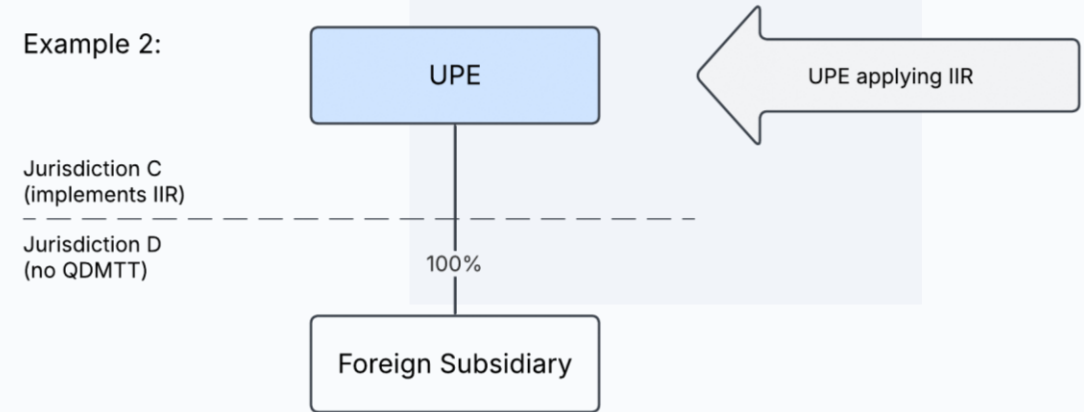 Example 2:
UPE
UPE applying IIR
Jurisdiction C
(implements IIR)
Jurisdiction D
(no QDMTT)
100%
Foreign Subsidiary